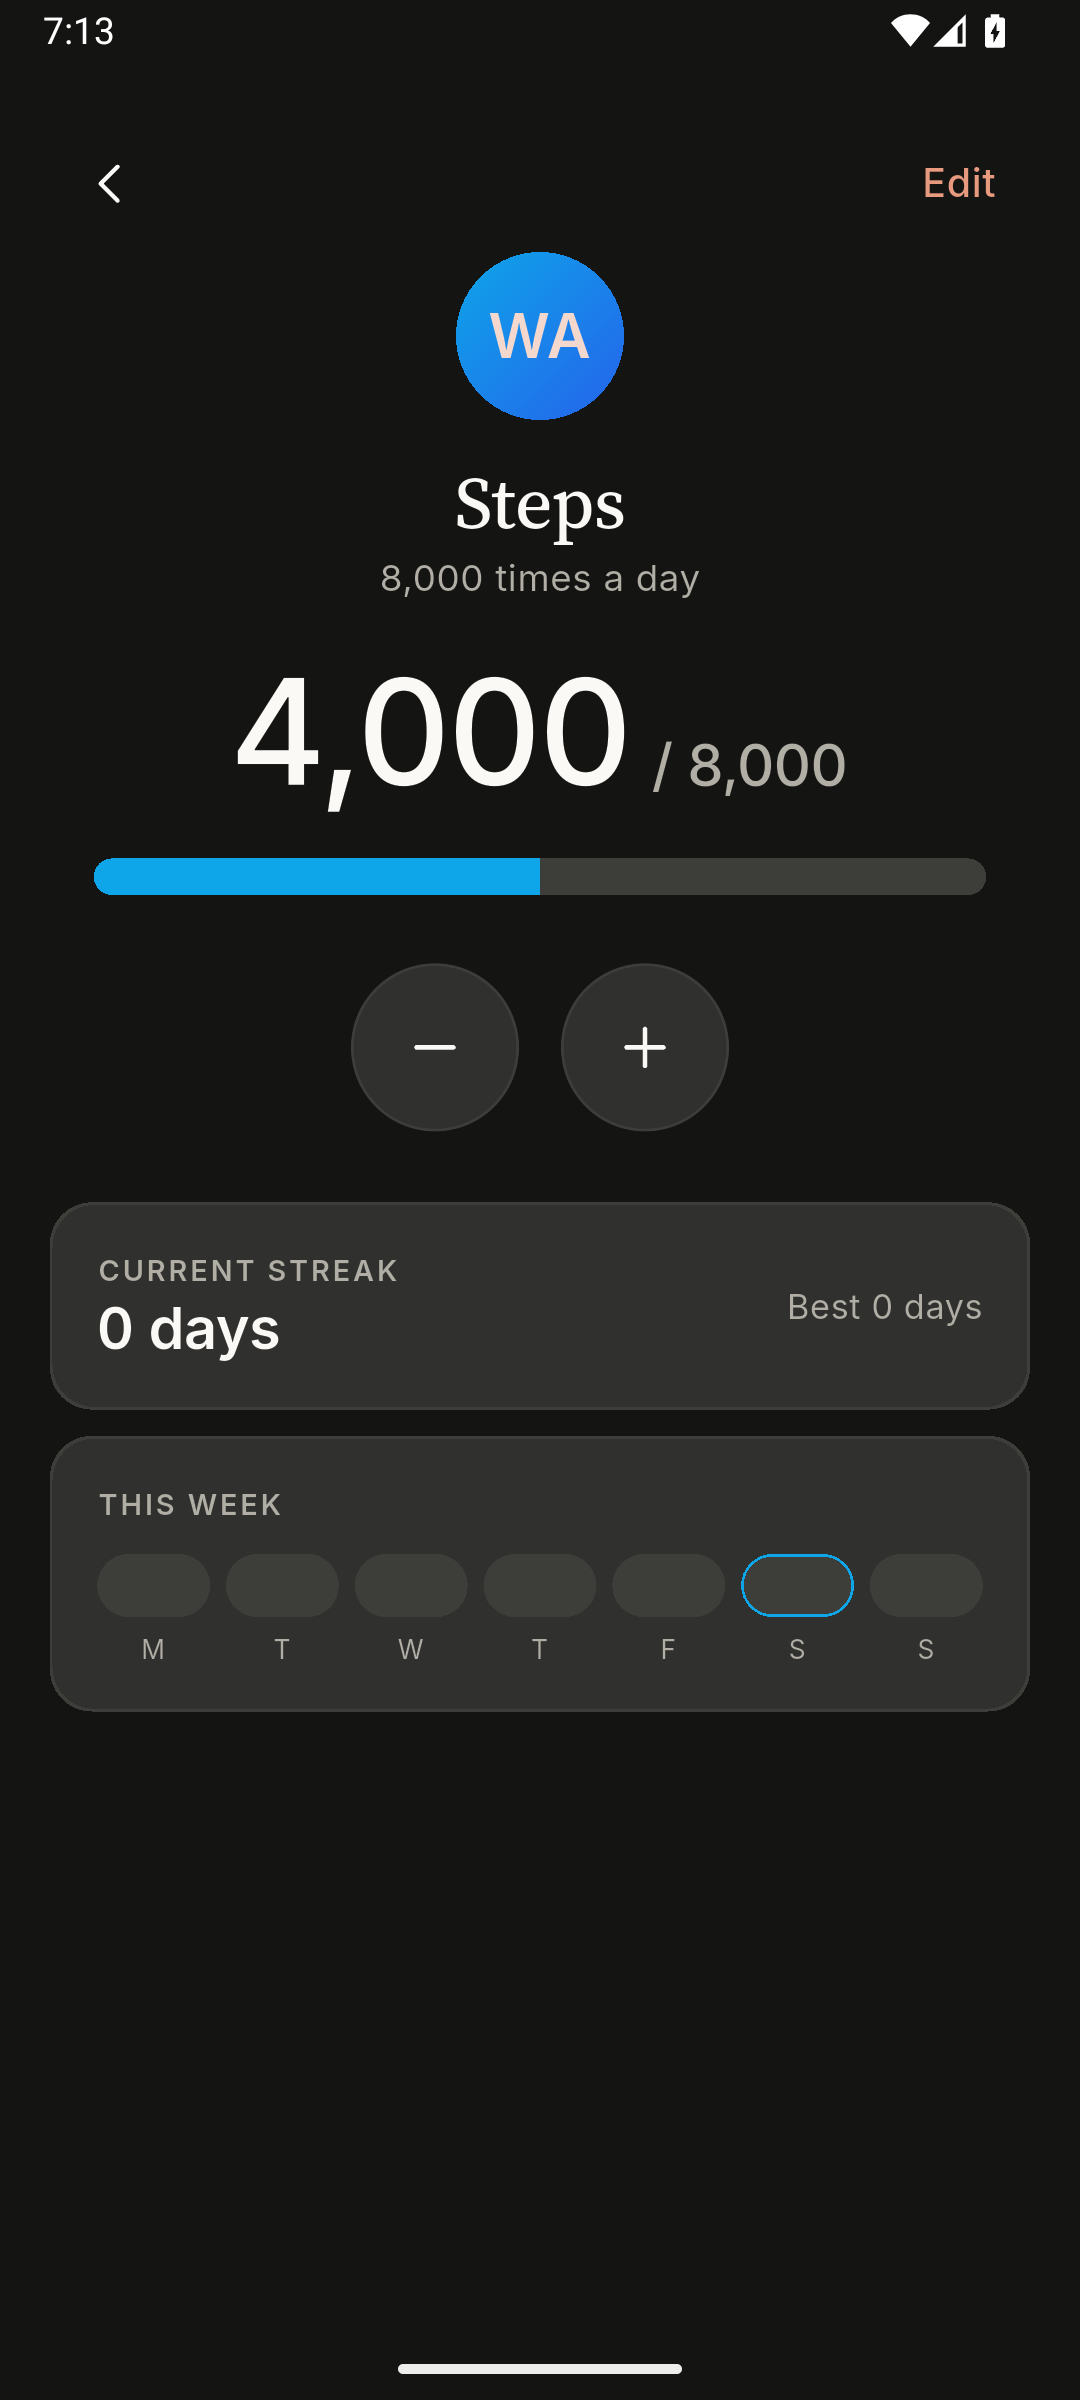 7:13
Edit
WA
Steps
8,000 times a day
4,000 / 8,000
CURRENT STREAK
0 days
Best 0 days
THIS WEEK
M T W T F S S